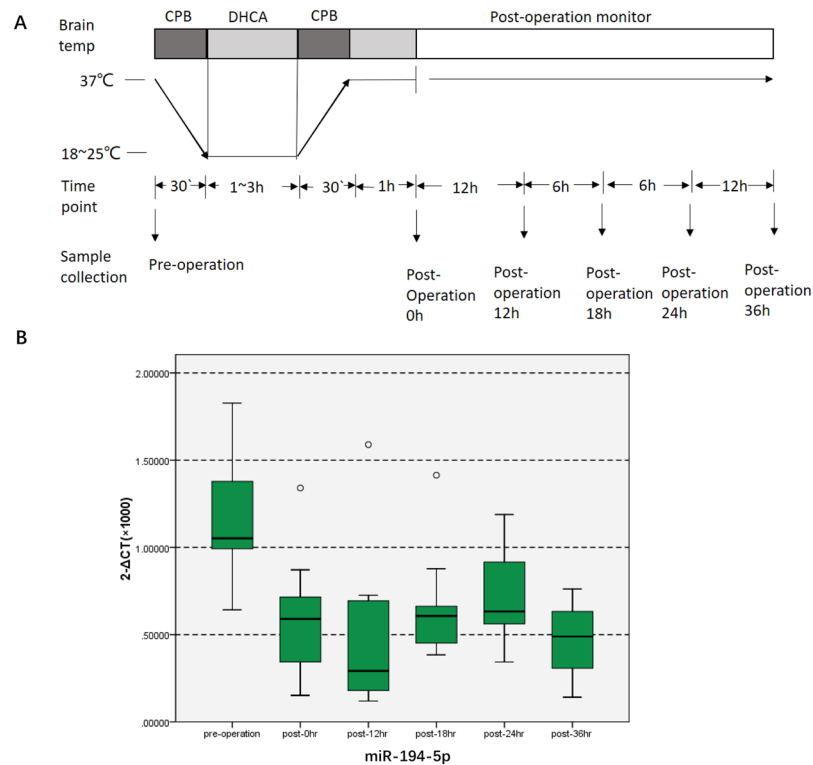 A
CPB
DHCA
CPB
Post-operation monitor
Brain
temp
37℃
18~25℃
Time
point
30`
1~3h
30`
1h
12h
6h
6h
12h
Sample
collection
Pre-operation
Post-
Operation
0h
Post-
operation
12h
Post-
operation
18h
Post-
operation
24h
Post-
operation
36h
B
2-ΔCT(×1000)
2.00000
1.50000
1.00000
.50000
.00000
pre-operation
post-0hr
post-12hr
post-18hr
post-24hr
post-36hr
miR-194-5p